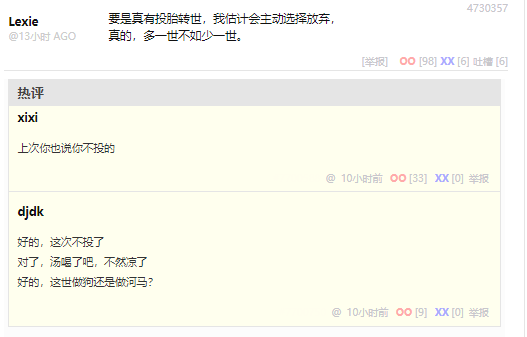 4730357
Lexie
@13小时 AGO
要是真有投胎转世，我估计会主动选择放弃，
真的，多一世不如少一世。
[举报] OO [98] XX [6] 吐槽 [6]
热评
xixi
上次你也说你不投的
@ 10小时前 OO [33] XX [0] 举报
djdk
好的，这次不投了
对了，汤喝了吧，不然凉了
好的，这世做狗还是做河马？
@ 10小时前 OO [9] XX [0] 举报